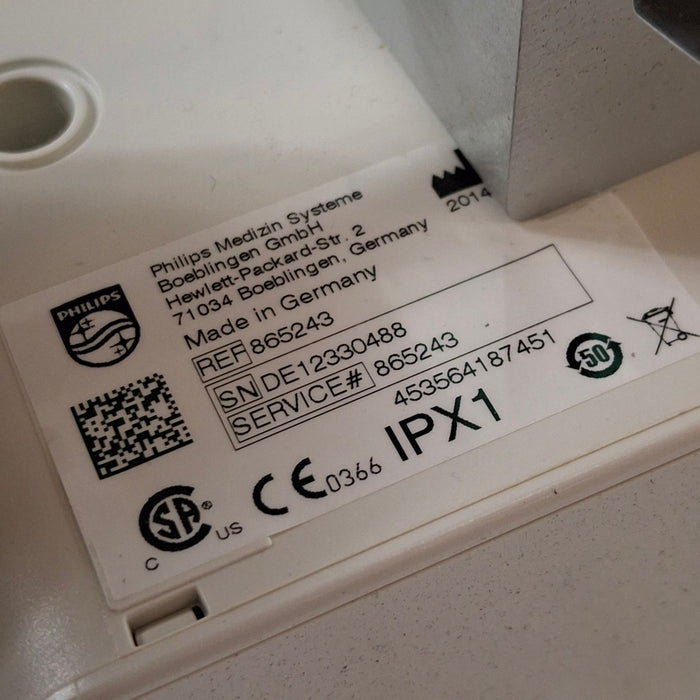 PHILIPS
Philips Medizin Systeme
Boeblingen GmbH
Hewlett-Packard-Str. 2
71034 Boeblingen, Germany
Made in Germany
2014
REF 865243
SN DE12330488
SERVICE# 865243
453564187451
50
SA®
C US
CE 0366
IPX1